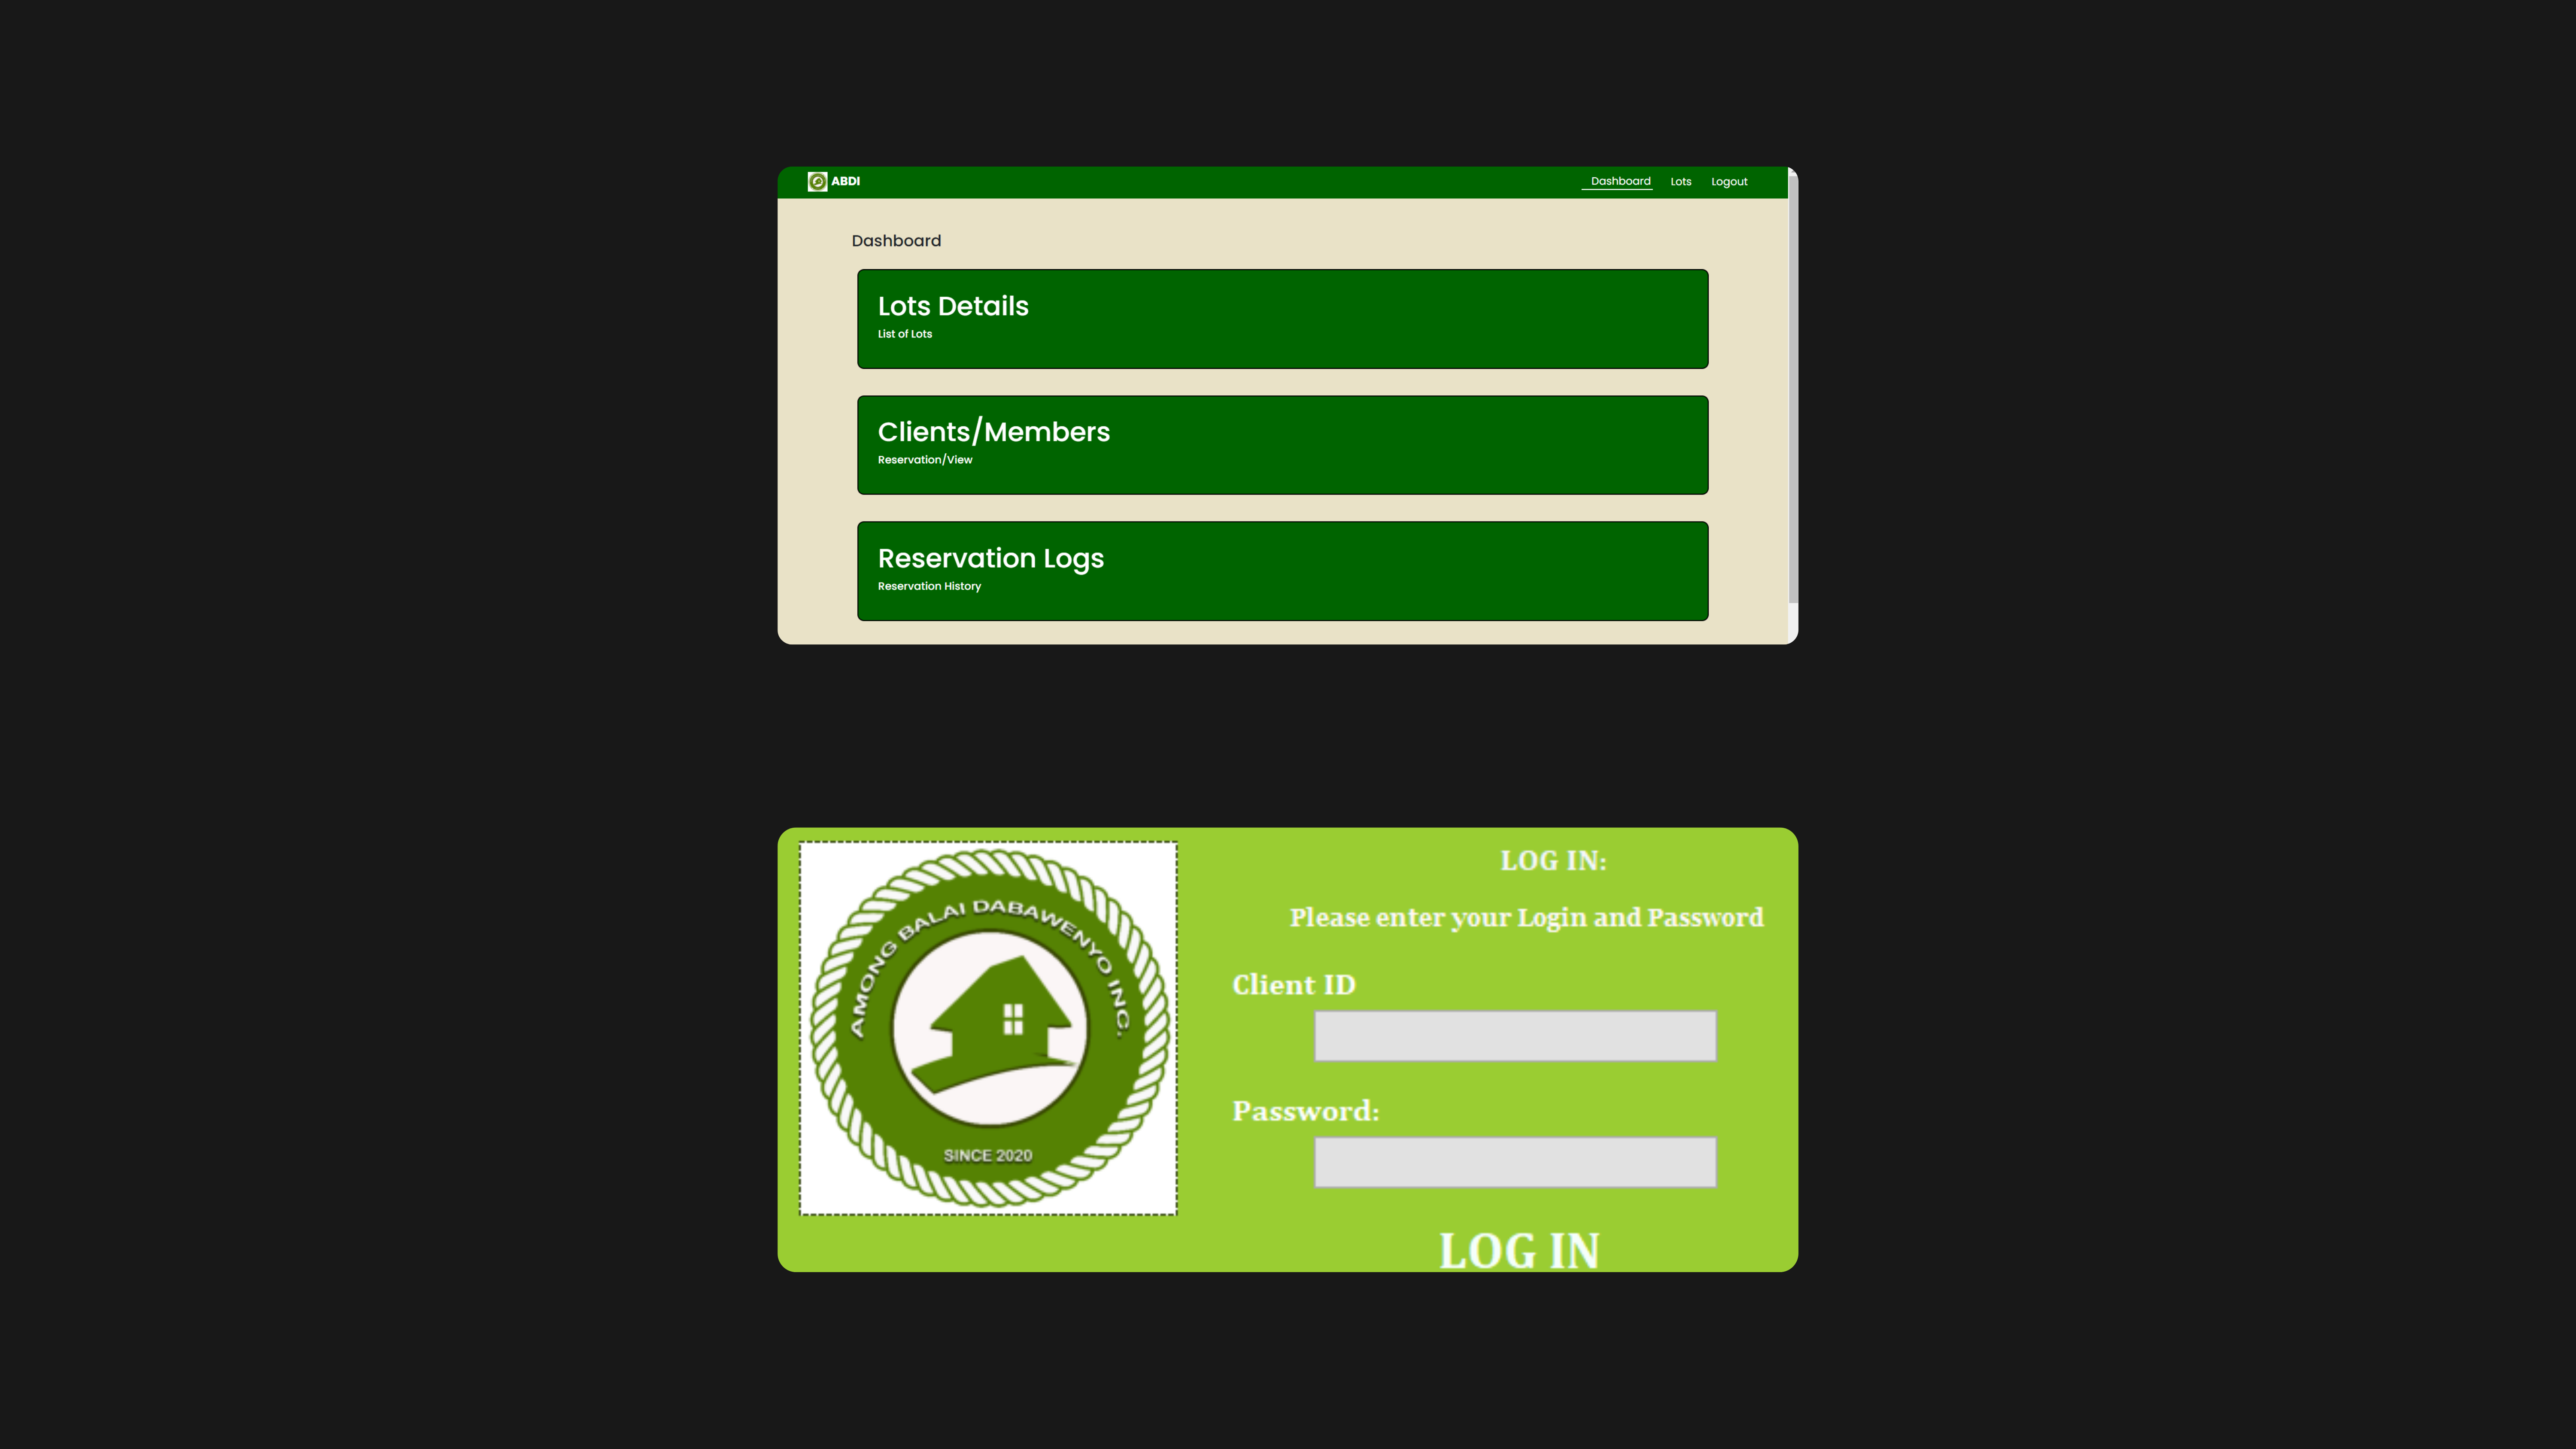 ABDI
Dashboard Lots Logout
Dashboard
Lots Details
List of Lots
Clients/Members
Reservation/View
Reservation Logs
Reservation History
AMONG BALAI DABAWENYO INC.
SINCE 2020
LOG IN:
Please enter your Login and Password
Client ID
Password:
LOG IN